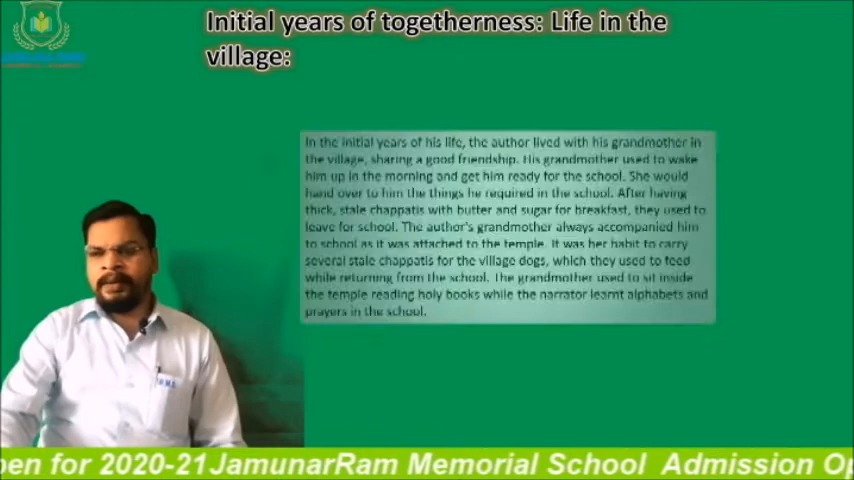 Initial years of togetherness: Life in the
village:
In the initial years of his life, the author lived with his grandmother in
the village, sharing a good friendship. His grandmother used to wake
him up in the morning and get him ready for the school. She would
hand over to him the things he required in the school. After having
thick, stale chappatis with butter and sugar for breakfast, they used to
leave for school. The author's grandmother always accompanied him
to school as it was attached to the temple. It was her habit to carry
several stale chappatis for the village dogs, which they used to feed
while returning from the school. The grandmother used to sit inside
the temple reading holy books while the narrator learnt alphabets and
prayers in the school.
pen for 2020-21 JamunarRam Memorial School Admission Op